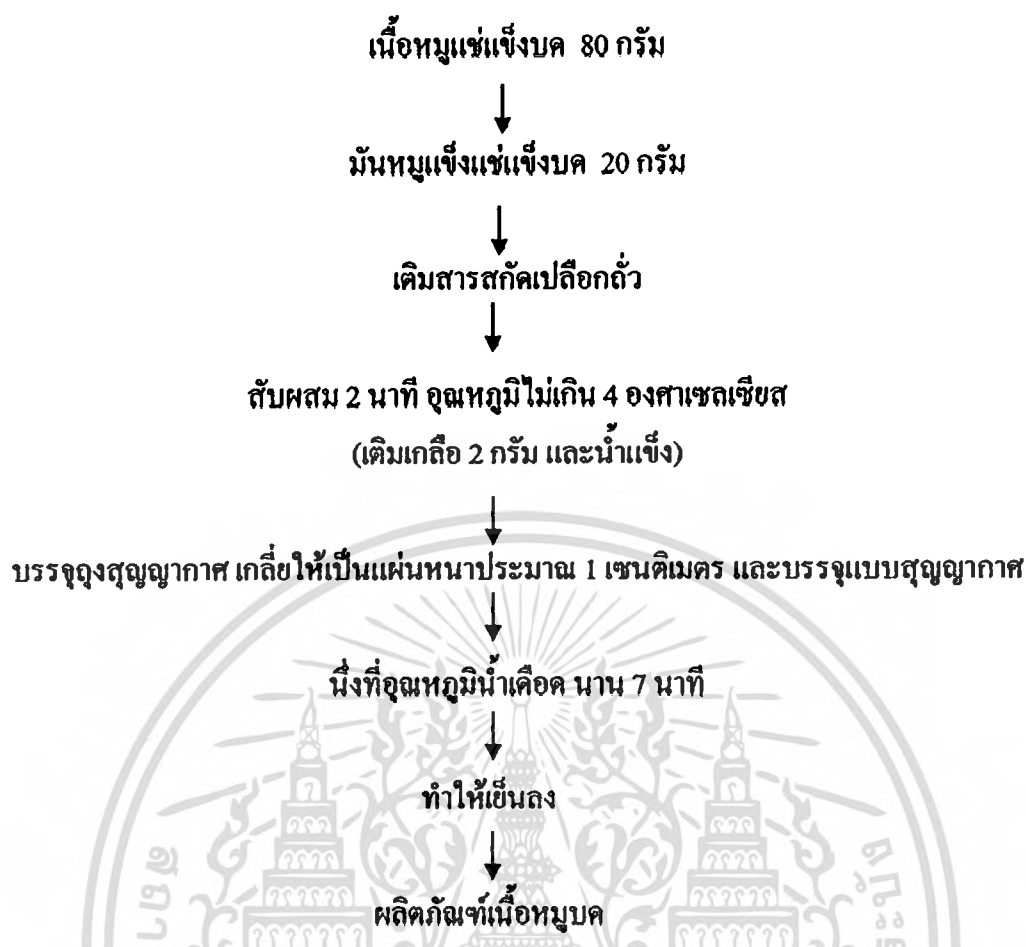 เนื้อหมูแช่แข็งบด 80 กรัม
มันหมูแข็งแช่แข็งบด 20 กรัม
เติมสารสกัดเปลือกถั่ว
สับผสม 2 นาที อุณหภูมิไม่เกิน 4 องศาเซลเซียส
(เติมเกลือ 2 กรัม และน้ำแข็ง)
บรรจุถุงสุญญากาศ เกลี่ยให้เป็นแผ่นหนาประมาณ 1 เซนติเมตร และบรรจุแบบสุญญากาศ
นึ่งที่อุณหภูมิน้ำเดือด นาน 7 นาที
ทำให้เย็นลง
ผลิตภัณฑ์เนื้อหมูบด